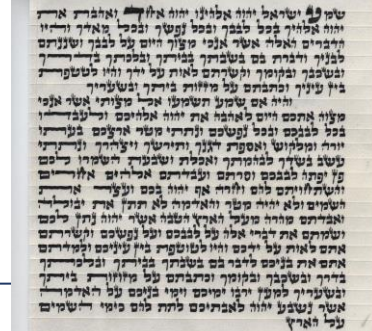 שמע ישראל יהוה אלהינו יהוה אחד ואהבת את
יהוה אלהיך בכל לבבך ובכל נפשך ובכל מאדך והיו
הדברים האלה אשר אנכי מצוך היום על לבבך ושננתם
לבניך ודברת בם בשבתך בביתך ובלכתך בדרך
ובשכבך ובקומך וקשרתם לאות על ידך והיו לטטפת
בין עיניך וכתבתם על מזזות ביתך ובשעריך
והיה אם שמע תשמעו אל מצותי אשר אנכי
מצוה אתכם היום לאהבה את יהוה אלהיכם ולעבדו
בכל לבבכם ובכל נפשכם ונתתי מטר ארצכם בעתו
יורה ומלקוש ואספת דגנך ותירשך ויצהרך ונתתי
עשב בשדך לבהמתך ואכלת ושבעת השמרו לכם
פן יפתה לבבכם וסרתם ועבדתם אלהים אחרים
והשתחויתם להם וחרה אף יהוה בכם ועצר את
השמים ולא יהיה מטר והאדמה לא תתן את יבולה
ואבדתם מהרה מעל הארץ הטבה אשר יהוה נתן לכם
ושמתם את דברי אלה על לבבכם ועל נפשכם וקשרתם
אתם לאות על ידכם והיו לטוטפת בין עיניכם ולמדתם
אתם את בניכם לדבר בם בשבתך בביתך ובלכתך
בדרך ובשכבך ובקומך וכתבתם על מזוזות ביתך
ובשעריך למען ירבו ימיכם וימי בניכם על האדמה
אשר נשבע יהוה לאבתיכם לתת להם כימי השמים
על הארץ